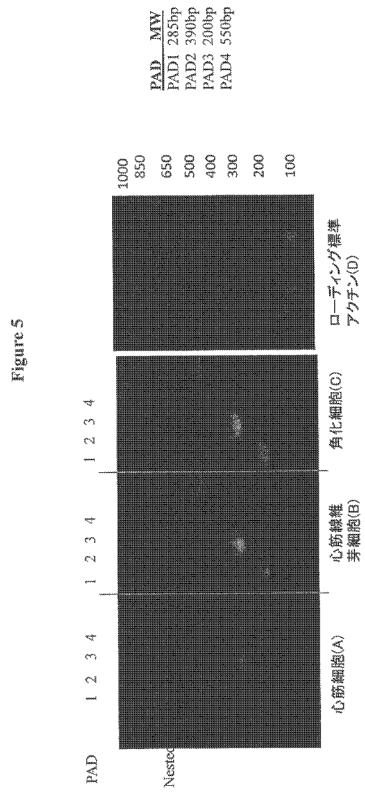 Figure 5
PAD 1 2 3 4 1 2 3 4 1 2 3 4
Nested
1000
850
650
500
400
300
200
100
心筋細胞(A)
心筋線維
芽細胞(B)
角化細胞(C)
ローディング標準
アクチン(D)
PAD MW
PAD1 285bp
PAD2 390bp
PAD3 200bp
PAD4 550bp